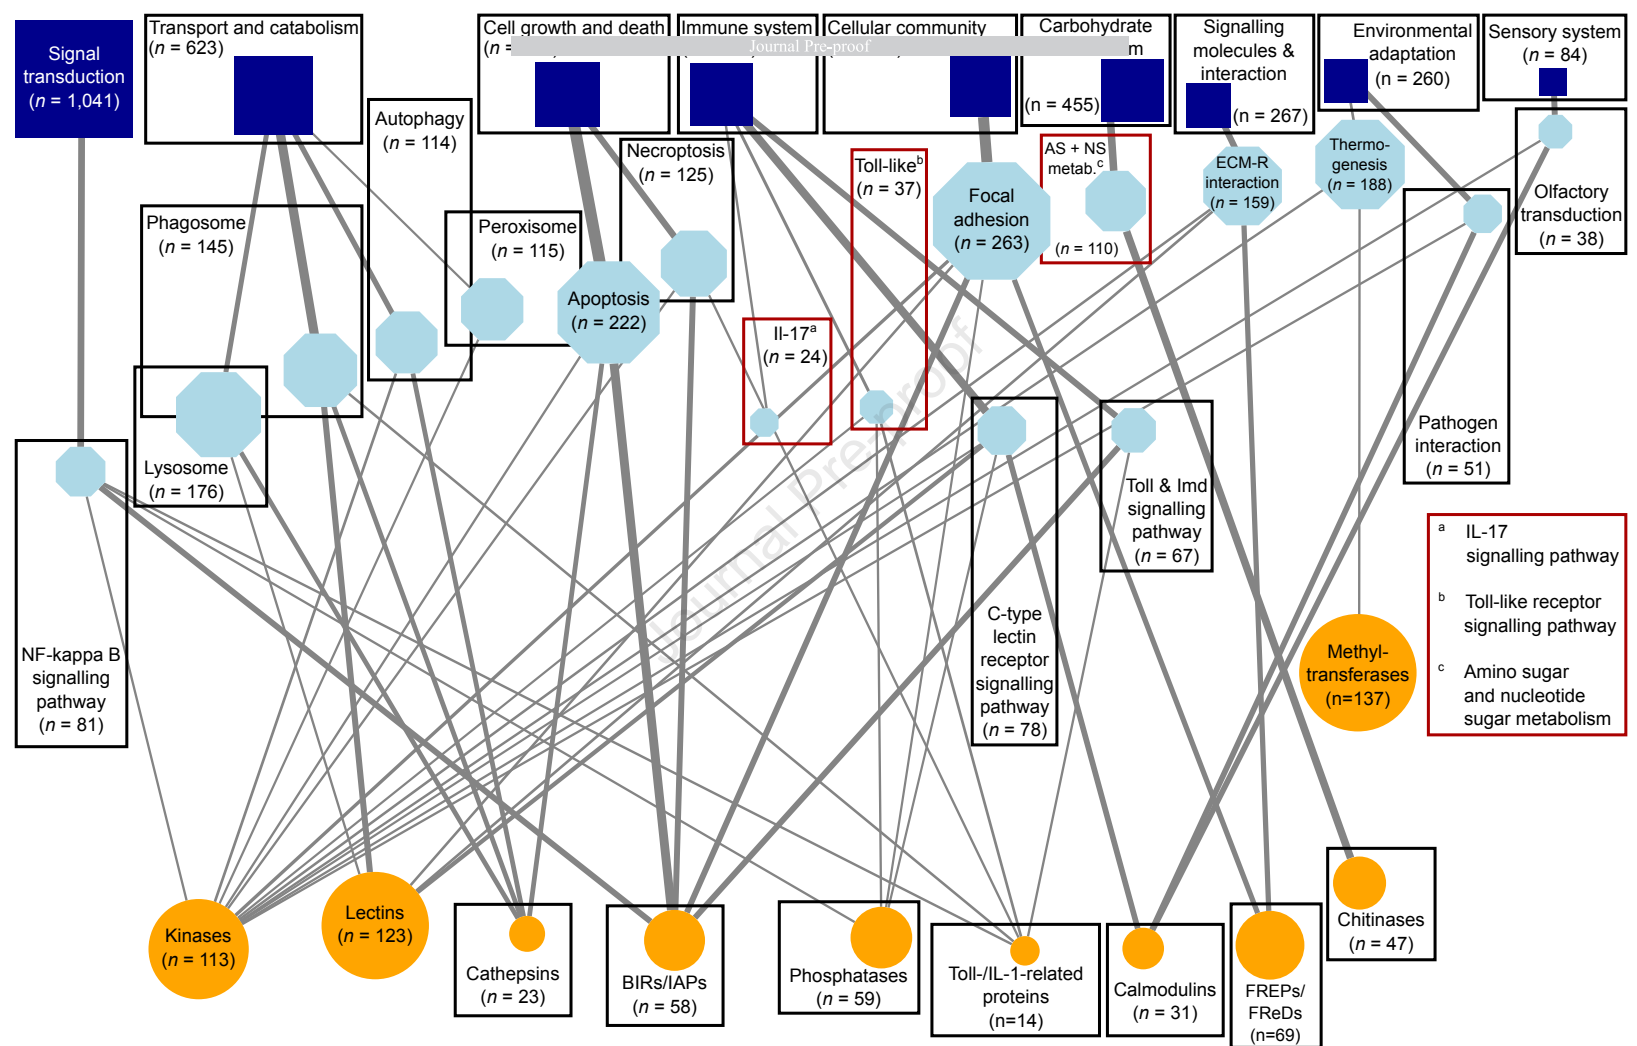 Signal
transduction
(n = 1,041)
Transport and catabolism
(n = 623)
Cell growth and death
(n =
Immune system
Cellular community
Carbohydrate
m
(n = 455)
Signalling
molecules &
interaction
(n = 267)
Environmental
adaptation
(n = 260)
Sensory system
(n = 84)
Journal Pre-proof
Autophagy
(n = 114)
Necroptosis
(n = 125)
Toll-likeb
(n = 37)
AS + NS
metab.c
(n = 110)
Focal
adhesion
(n = 263)
ECM-R
interaction
(n = 159)
Thermo-
genesis
(n = 188)
Olfactory
transduction
(n = 38)
Phagosome
(n = 145)
Peroxisome
(n = 115)
Apoptosis
(n = 222)
Il-17a
(n = 24)
Lysosome
(n = 176)
Pathogen
interaction
(n = 51)
Toll & Imd
signalling
pathway
(n = 67)
Journal Pre-proof
C-type
lectin
receptor
signalling
pathway
(n = 78)
NF-kappa B
signalling
pathway
(n = 81)
Methyl-
transferases
(n=137)
a IL-17
signalling pathway
b Toll-like receptor
signalling pathway
c Amino sugar
and nucleotide
sugar metabolism
Kinases
(n = 113)
Lectins
(n = 123)
Cathepsins
(n = 23)
BIRs/IAPs
(n = 58)
Phosphatases
(n = 59)
Toll-/IL-1-related
proteins
(n=14)
Calmodulins
(n = 31)
FREPs/
FReDs
(n=69)
Chitinases
(n = 47)